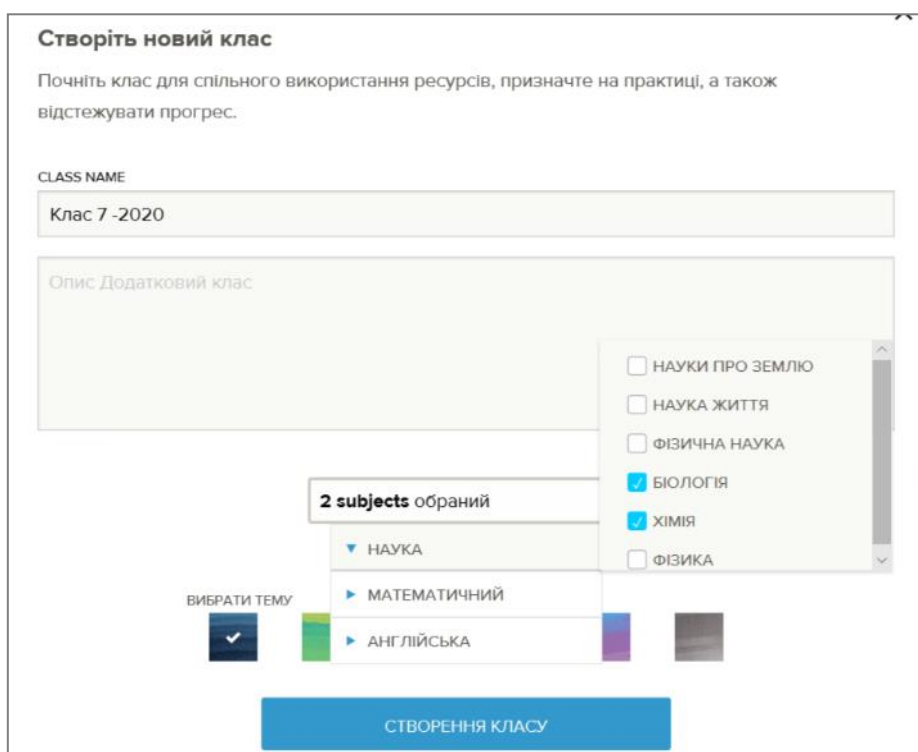 Створіть новий клас
Почніть клас для спільного використання ресурсів, призначте на практиці, а також
відстежувати прогрес.
CLASS NAME
Клас 7 -2020
Опис Додатковий клас
НАУКИ ПРО ЗЕМЛЮ
НАУКА ЖИТТЯ
ФІЗИЧНА НАУКА
БІОЛОГІЯ
ХІМІЯ
ФІЗИКА
2 subjects обраний
НАУКА
МАТЕМАТИЧНИЙ
АНГЛІЙСЬКА
ВИБРАТИ ТЕМУ
СТВОРЕННЯ КЛАСУ